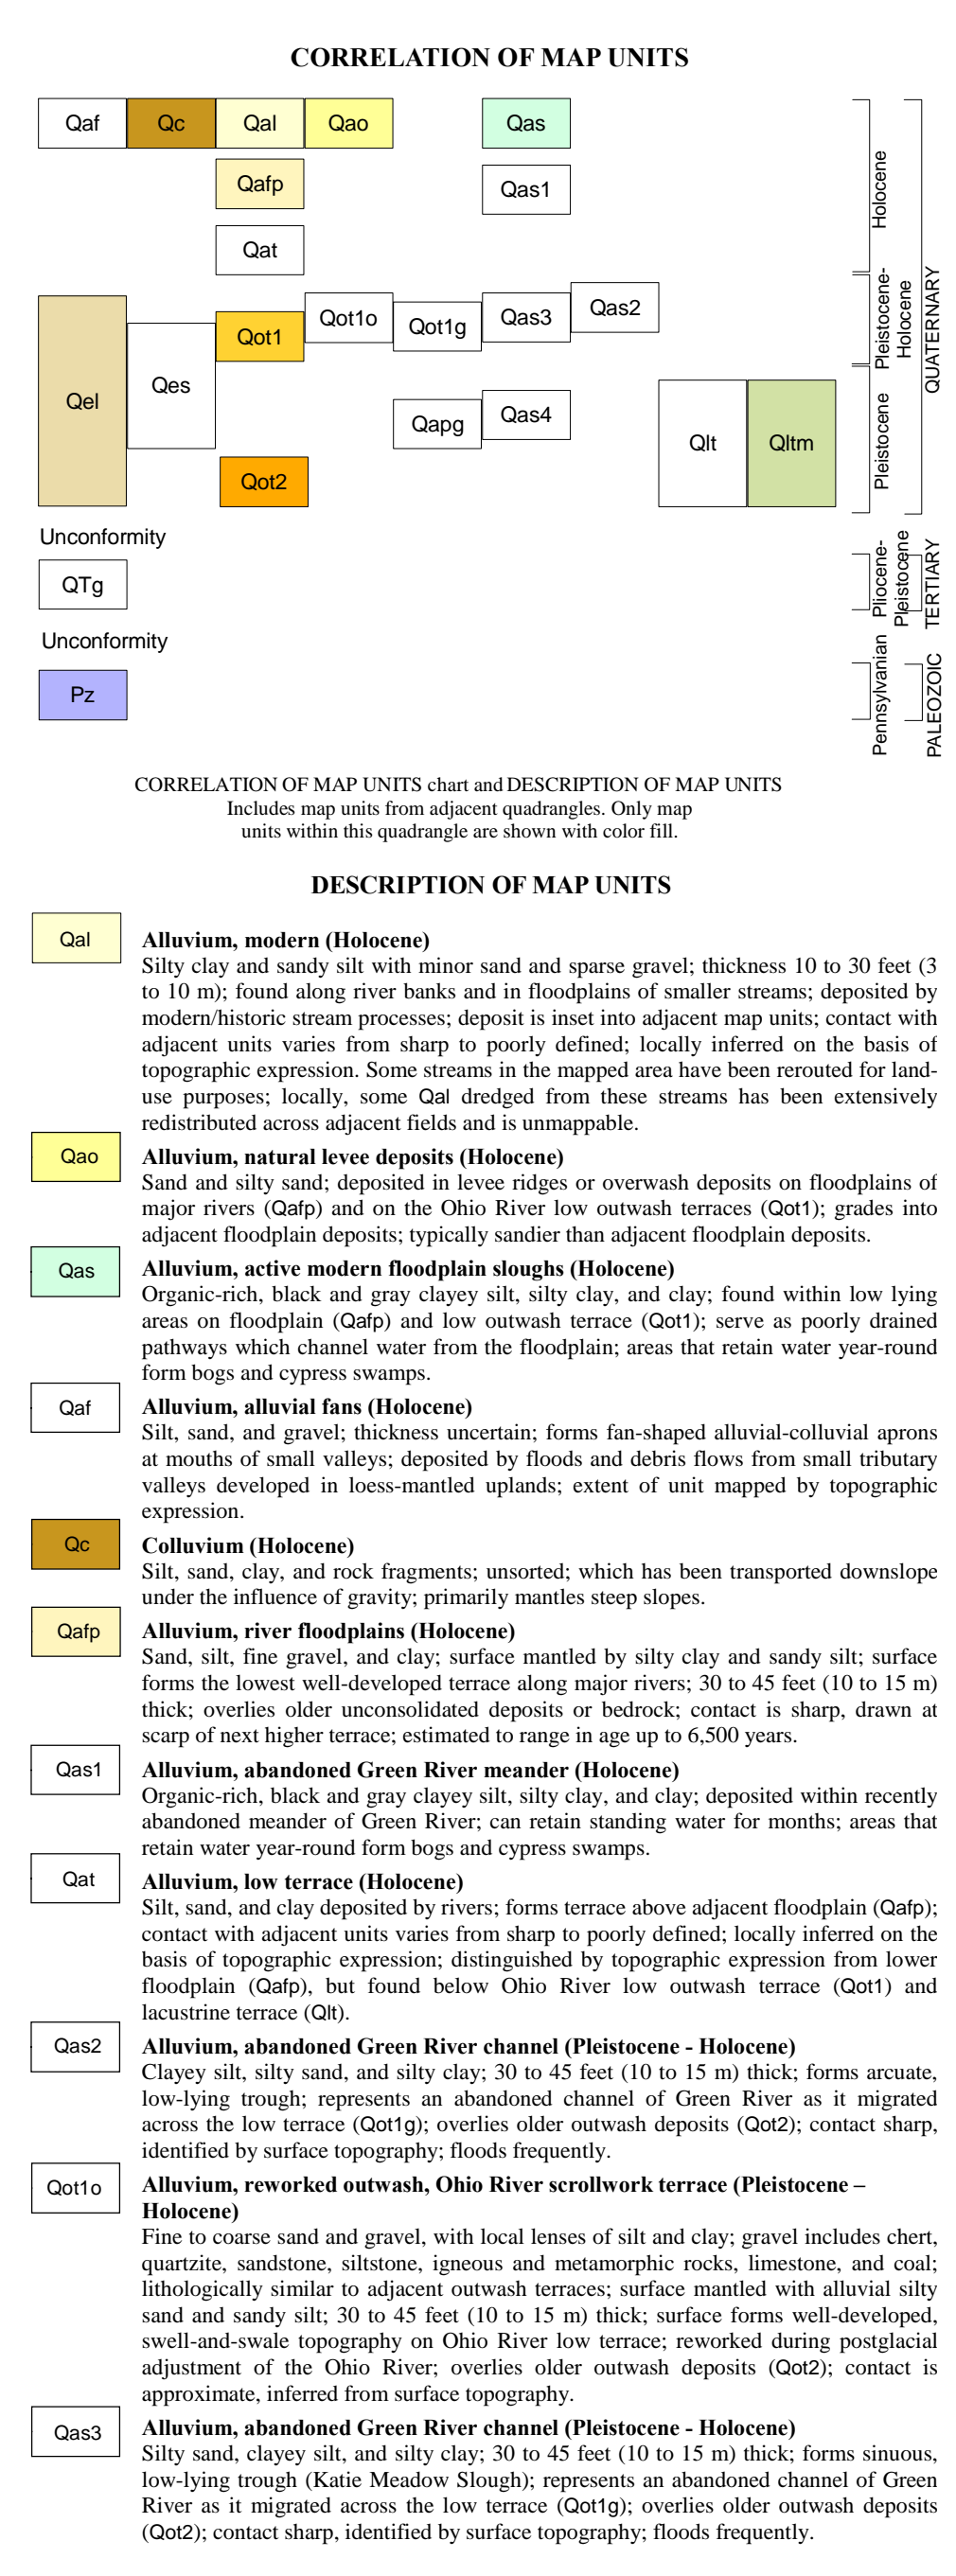 CORRELATION OF MAP UNITS
Qaf Qc Qal Qao Qas
Qafp Qas1
Qat
Qel Qes Qot1 Qot1o Qot1g Qas3 Qas2
Qapg Qas4 Qlt Qltm
Qot2
Unconformity
QTg
Unconformity
Pz
Holocene
Pleistocene-
Holocene
Pleistocene
QUATERNARY
Pliocene-
Pleistocene
TERTIARY
Pennsylvanian
PALEOZOIC
CORRELATION OF MAP UNITS chart and DESCRIPTION OF MAP UNITS
Includes map units from adjacent quadrangles. Only map
units within this quadrangle are shown with color fill.
DESCRIPTION OF MAP UNITS
Qal
Alluvium, modern (Holocene)
Silty clay and sandy silt with minor sand and sparse gravel; thickness 10 to 30 feet (3
to 10 m); found along river banks and in floodplains of smaller streams; deposited by
modern/historic stream processes; deposit is inset into adjacent map units; contact with
adjacent units varies from sharp to poorly defined; locally inferred on the basis of
topographic expression. Some streams in the mapped area have been rerouted for land-
use purposes; locally, some Qal dredged from these streams has been extensively
redistributed across adjacent fields and is unmappable.
Qao
Alluvium, natural levee deposits (Holocene)
Sand and silty sand; deposited in levee ridges or overwash deposits on floodplains of
major rivers (Qafp) and on the Ohio River low outwash terraces (Qot1); grades into
adjacent floodplain deposits; typically sandier than adjacent floodplain deposits.
Qas
Alluvium, active modern floodplain sloughs (Holocene)
Organic-rich, black and gray clayey silt, silty clay, and clay; found within low lying
areas on floodplain (Qafp) and low outwash terrace (Qot1); serve as poorly drained
pathways which channel water from the floodplain; areas that retain water year-round
form bogs and cypress swamps.
Qaf
Alluvium, alluvial fans (Holocene)
Silt, sand, and gravel; thickness uncertain; forms fan-shaped alluvial-colluvial aprons
at mouths of small valleys; deposited by floods and debris flows from small tributary
valleys developed in loess-mantled uplands; extent of unit mapped by topographic
expression.
Qc
Colluvium (Holocene)
Silt, sand, clay, and rock fragments; unsorted; which has been transported downslope
under the influence of gravity; primarily mantles steep slopes.
Qafp
Alluvium, river floodplains (Holocene)
Sand, silt, fine gravel, and clay; surface mantled by silty clay and sandy silt; surface
forms the lowest well-developed terrace along major rivers; 30 to 45 feet (10 to 15 m)
thick; overlies older unconsolidated deposits or bedrock; contact is sharp, drawn at
scarp of next higher terrace; estimated to range in age up to 6,500 years.
Qas1
Alluvium, abandoned Green River meander (Holocene)
Organic-rich, black and gray clayey silt, silty clay, and clay; deposited within recently
abandoned meander of Green River; can retain standing water for months; areas that
retain water year-round form bogs and cypress swamps.
Qat
Alluvium, low terrace (Holocene)
Silt, sand, and clay deposited by rivers; forms terrace above adjacent floodplain (Qafp);
contact with adjacent units varies from sharp to poorly defined; locally inferred on the
basis of topographic expression; distinguished by topographic expression from lower
floodplain (Qafp), but found below Ohio River low outwash terrace (Qot1) and
lacustrine terrace (Qlt).
Qas2
Alluvium, abandoned Green River channel (Pleistocene - Holocene)
Clayey silt, silty sand, and silty clay; 30 to 45 feet (10 to 15 m) thick; forms arcuate,
low-lying trough; represents an abandoned channel of Green River as it migrated
across the low terrace (Qot1g); overlies older outwash deposits (Qot2); contact sharp,
identified by surface topography; floods frequently.
Qot1o
Alluvium, reworked outwash, Ohio River scrollwork terrace (Pleistocene –
Holocene)
Fine to coarse sand and gravel, with local lenses of silt and clay; gravel includes chert,
quartzite, sandstone, siltstone, igneous and metamorphic rocks, limestone, and coal;
lithologically similar to adjacent outwash terraces; surface mantled with alluvial silty
sand and sandy silt; 30 to 45 feet (10 to 15 m) thick; surface forms well-developed,
swell-and-swale topography on Ohio River low terrace; reworked during postglacial
adjustment of the Ohio River; overlies older outwash deposits (Qot2); contact is
approximate, inferred from surface topography.
Qas3
Alluvium, abandoned Green River channel (Pleistocene - Holocene)
Silty sand, clayey silt, and silty clay; 30 to 45 feet (10 to 15 m) thick; forms sinuous,
low-lying trough (Katie Meadow Slough); represents an abandoned channel of Green
River as it migrated across the low terrace (Qot1g); overlies older outwash deposits
(Qot2); contact sharp, identified by surface topography; floods frequently.